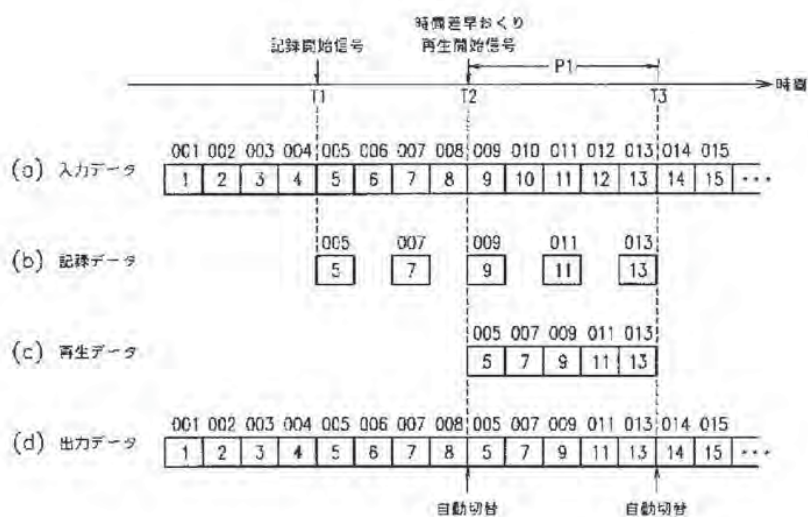 時間差早おくり
記録開始信号 再生開始信号
P1
時間
T1 T2 T3
001 002 003 004 005 006 007 008 009 010 011 012 013 014 015
(a) 入力データ 1 2 3 4 5 6 7 8 9 10 11 12 13 14 15 ...
005 007 009 011 013
(b) 記録データ 5 7 9 11 13
005 007 009 011 013
(c) 再生データ 5 7 9 11 13
001 002 003 004 005 006 007 008 005 007 009 011 013 014 015
(d) 出力データ 1 2 3 4 5 6 7 8 5 7 9 11 13 14 15 ...
自動切替 自動切替